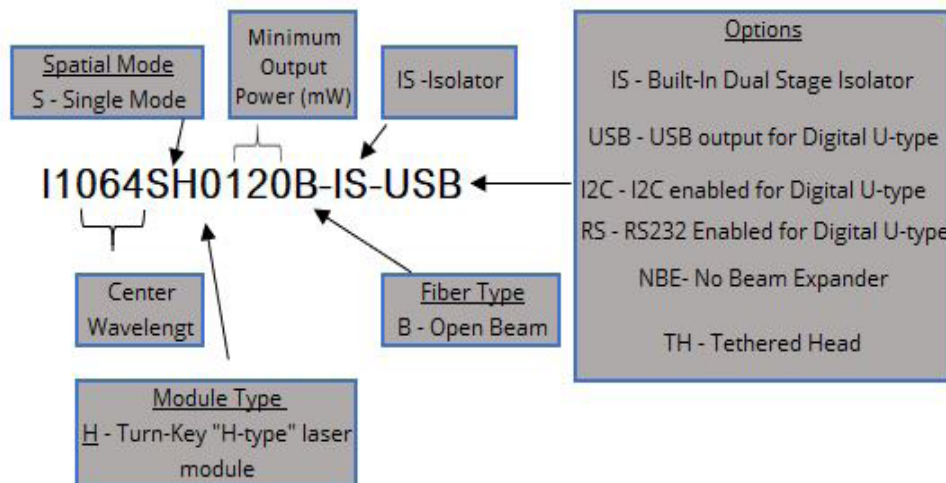 Spatial Mode
S - Single Mode
Minimum
Output
Power (mW)
IS -Isolator
Options
IS - Built-In Dual Stage Isolator
USB - USB output for Digital U-type
I2C - I2C enabled for Digital U-type
RS - RS232 Enabled for Digital U-type
NBE- No Beam Expander
TH - Tethered Head
I1064SH0120B-IS-USB
Center
Wavelengt
Fiber Type
B - Open Beam
Module Type
H - Turn-Key "H-type" laser
module